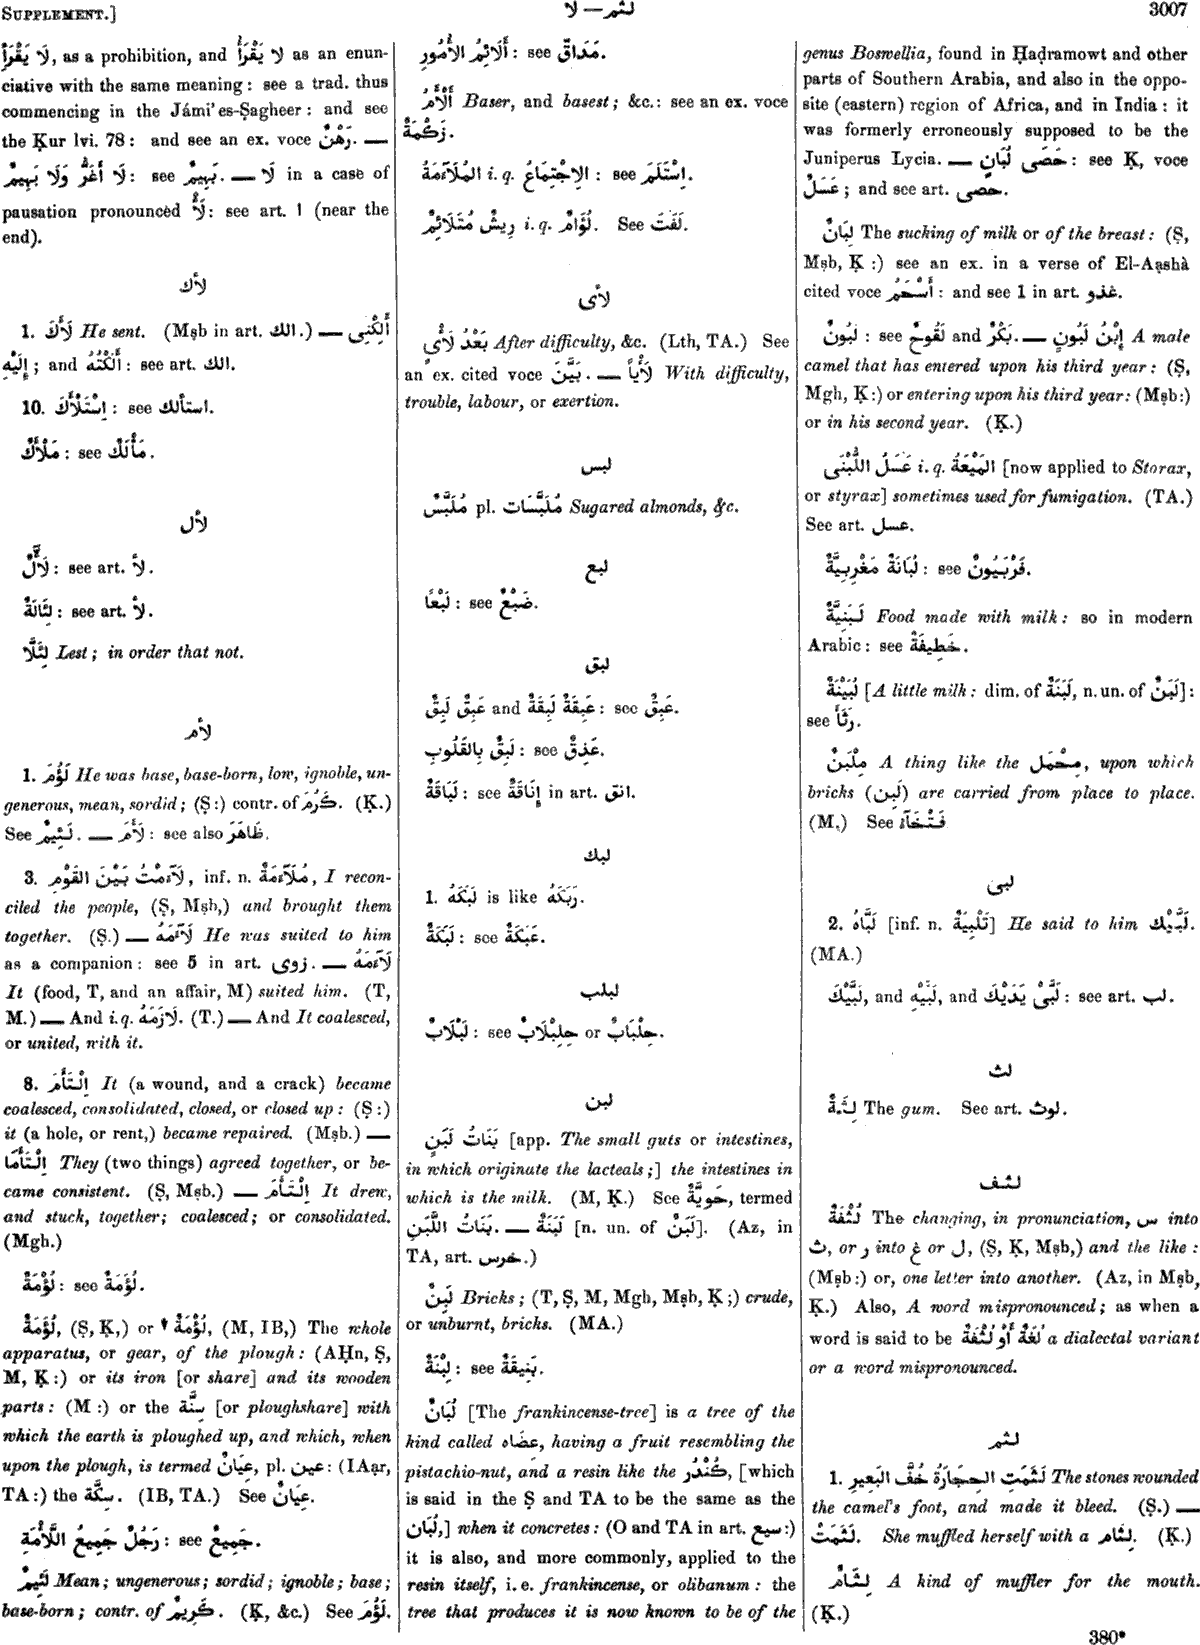 SUPPLEMENT.]
لا — لثم
3007
لَا يَقْرَأْ, as a prohibition, and لا يَقْرَأُ as an enun-
ciative with the same meaning: see a trad. thus
commencing in the Jámi' es-Ṣagheer: and see
the Ḳur lvi. 78: and see an ex. voce رَهْنٌ. —
لَا أَغَرُّ وَلَا بَهِيمٌ: see بَهِيمٌ. — لَا in a case of
pausation pronounced لَأْ: see art. ا (near the
end).
لأك
1. لَأَكَ He sent. (Mṣb in art. الك.) — أَلِكْنِى
إِلَيْهِ; and أَلَكْتُهُ: see art. الك.
10. اِسْتَلْأَكَ: see استألك.
مَلْأَكٌ: see مَأْلَكٌ.
لأل
لَأَّلٌ: see art. لأ.
لِئَالَةٌ: see art. لأ.
لِئَلَّا Lest; in order that not.
لأم
1. لَؤُمَ He was base, base-born, low, ignoble, un-
generous, mean, sordid; (Ṣ:) contr. of كَرُمَ. (Ḳ.)
See لَئِيمٌ. — لَأَمَ: see also ظَاهَرَ.
3. لَآءَمْتُ بَيْنَ القَوْمِ, inf. n. مُلَآءَمَةٌ, I recon-
ciled the people, (Ṣ, Mṣb,) and brought them
together. (Ṣ.) — لَآءَمَهُ He was suited to him
as a companion: see 5 in art. زوى. — لَآءَمَهُ
It (food, T, and an affair, M) suited him. (T,
M.) — And i. q. لَازَمَهُ. (T.) — And It coalesced,
or united, with it.
8. اِلْتَأَمَ It (a wound, and a crack) became
coalesced, consolidated, closed, or closed up: (Ṣ:)
it (a hole, or rent,) became repaired. (Mṣb.) —
اِلْتَأَمَا They (two things) agreed together, or be-
came consistent. (Ṣ, Mṣb.) — اِلْتَأَمَ It drew,
and stuck, together; coalesced; or consolidated.
(Mgh.)
لُؤْمَةٌ: see لُؤَمَةٌ.
لُؤَمَةٌ, (Ṣ, Ḳ,) or لُؤْمَةٌ, (M, IB,) The whole
apparatus, or gear, of the plough: (AḤn, Ṣ,
M, Ḳ:) or its iron [or share] and its wooden
parts: (M:) or the سِنَّة [or ploughshare] with
which the earth is ploughed up, and which, when
upon the plough, is termed عِيَانٌ, pl. عين: (IAạr,
TA:) the سِكَّة. (IB, TA.) See عِيَانٌ.
رَجُلٌ جَمِيعُ اللَّأْمَةِ: see جَمِيعٌ.
لَئِيمٌ Mean; ungenerous; sordid; ignoble; base;
base-born; contr. of كَرِيمٌ. (Ḳ, &c.) See لَؤُمَ.
أَلَائِمُ الأُمُورِ: see مَدَاقّ.
أَلْأَمُ Baser, and basest; &c.: see an ex. voce
زَكْمَةٌ.
المُلَآءَمَةُ i. q. الاِجْتِمَاعُ: see اِسْتَلَمَ.
رِيشٌ مُتَلَائِمٌ i. q. لُؤَامٌ. See لَغَتَ.
لأى
بَعْدَ لَأْيٍ After difficulty, &c. (Lth, TA.) See
an ex. cited voce بَيَّنَ. — لَأْيًا With difficulty,
trouble, labour, or exertion.
لبس
مُلَبَّسٌ pl. مُلَبَّسَات Sugared almonds, &c.
لبع
لَبْعًا: see ضَبْعٌ.
لبق
عَبِقٌ لَبِقٌ and عَبِقَةٌ لَبِقَةٌ: see عَبِقٌ.
لَبِقٌ بِالقُلُوبِ: see عَذِقٌ.
لَبَاقَةٌ: see إِنَاقَةٌ in art. انق.
لبك
1. لَبَكَهُ is like رَبَكَهُ.
لَبَكَةٌ: see عَبَكَةٌ.
لبلب
لَبْلَابٌ: see حِلِبْلَابٌ or حِلْبَابٌ.
لبن
بَنَاتُ لَبَنٍ [app. The small guts or intestines,
in which originate the lacteals;] the intestines in
which is the milk. (M, Ḳ.) See حَوِيَّةٌ, termed
بَنَاتُ اللَّبَنِ. — لَبَنَةٌ [n. un. of لَبَنٌ]. (Az, in
TA, art. خرس.)
لَبِنٌ Bricks; (T, Ṣ, M, Mgh, Mṣb, Ḳ;) crude,
or unburnt, bricks. (MA.)
لِبْنَةٌ: see بَنِيقَةٌ.
لُبَانٌ [The frankincense-tree] is a tree of the
kind called عِضَاه, having a fruit resembling the
pistachio-nut, and a resin like the كُنْدُر, [which
is said in the Ṣ and TA to be the same as the
لُبَان,] when it concretes: (O and TA in art. سيع:)
it is also, and more commonly, applied to the
resin itself, i. e. frankincense, or olibanum: the
tree that produces it is now known to be of the
genus Boswellia, found in Ḥaḍramowt and other
parts of Southern Arabia, and also in the oppo-
site (eastern) region of Africa, and in India: it
was formerly erroneously supposed to be the
Juniperus Lycia. — حَصَى لُبَانٍ: see Ḳ, voce
عَسَلٌ; and see art. حصى.
لِبَانٌ The sucking of milk or of the breast: (Ṣ,
Mṣb, Ḳ:) see an ex. in a verse of El-Aạshà
cited voce أَسْحَمُ: and see 1 in art. غذو.
لَبُونٌ: see لَقُوحٌ and بَكْرٌ. — اِبْنُ لَبُونٍ A male
camel that has entered upon his third year: (Ṣ,
Mgh, Ḳ:) or entering upon his third year: (Mṣb:)
or in his second year. (Ḳ.)
عَسَلُ اللُّبْنَى i. q. المَيْعَةُ [now applied to Storax,
or styrax] sometimes used for fumigation. (TA.)
See art. عسل.
لُبَانَةٌ مَغْرِبِيَّةٌ: see فَرْبَيُونٌ.
لَبَنِيَّةٌ Food made with milk: so in modern
Arabic: see خَطِيفَةٌ.
لُبَيْنَةٌ [A little milk: dim. of لَبَنَةٌ, n. un. of لَبَنٌ]:
see رَثَأَ.
مِلْبَنٌ A thing like the مِحْمَل, upon which
bricks (لَبِن) are carried from place to place.
(M.) See فَتْخَآءُ
لبى
2. لَبَّاهُ [inf. n. تَلْبِيَةٌ] He said to him لَبَّيْك.
(MA.)
لَبَّيْكَ, and لَبَّيْهِ, and لَبَّىْ يَدَيْكَ: see art. لب.
لث
لِثَةٌ The gum. See art. لوث.
لثغ
لُثْغَةٌ The changing, in pronunciation, س into
ث, or ر into غ or ل, (Ṣ, Ḳ, Mṣb,) and the like:
(Mṣb:) or, one letter into another. (Az, in Mṣb,
Ḳ.) Also, A word mispronounced; as when a
word is said to be لُغَةٌ أَوْ لُثْغَةٌ a dialectal variant
or a word mispronounced.
لثم
1. لَثَمَتِ الحِجَارَةُ خُفَّ البَعِيرِ The stones wounded
the camel's foot, and made it bleed. (Ṣ.) —
لَثَمَتْ. She muffled herself with a لِثَام. (Ḳ.)
لِثَامٌ A kind of muffler for the mouth.
(Ḳ.)
380*